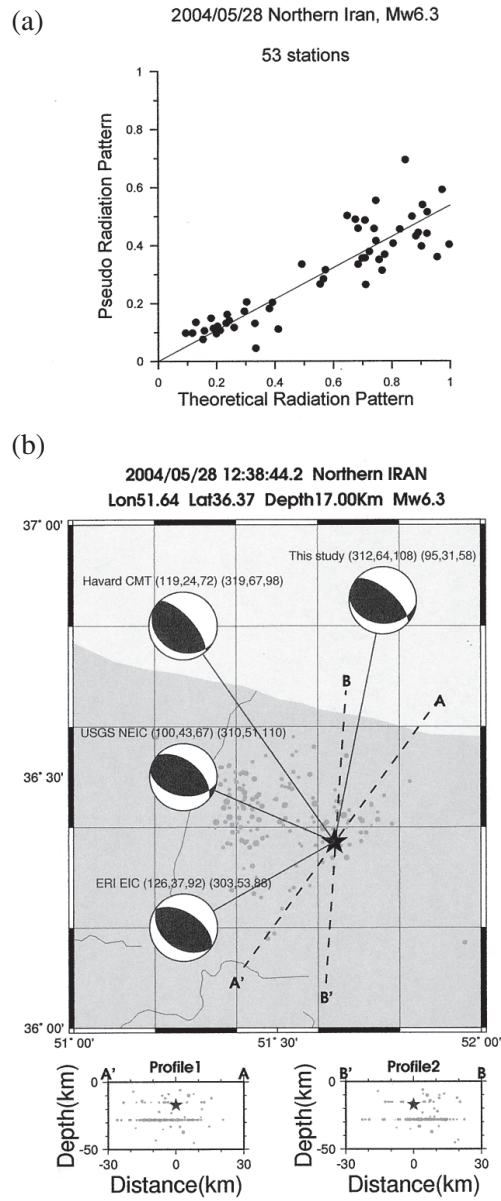 (a)
2004/05/28 Northern Iran, Mw6.3
53 stations
Pseudo Radiation Pattern
1
0.8
0.6
0.4
0.2
0
0 0.2 0.4 0.6 0.8 1
Theoretical Radiation Pattern
(b)
2004/05/28 12:38:44.2 Northern IRAN
Lon51.64 Lat36.37 Depth17.00Km Mw6.3
37° 00'
This study (312,64,108) (95,31,58)
Havard CMT (119,24,72) (319,67,98)
B
A
USGS NEIC (100,43,67) (310,51,110)
36° 30'
ERI EIC (126,37,92) (303,53,88)
A'
B'
36° 00'
51° 00' 51° 30' 52° 00'
A' Profile1 A
Depth(km)
0
-50
-30 0 30
Distance(km)
B' Profile2 B
Depth(km)
0
-50
-30 0 30
Distance(km)